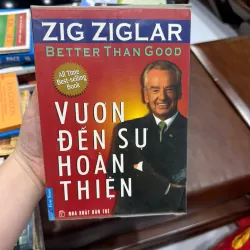 ZIG ZIGLAR
BETTER THAN GOOD
All Time
Best-selling
Book
VƯƠN
ĐẾN SỰ
HOÀN
THIỆN
NHÀ XUẤT BẢN TRẺ